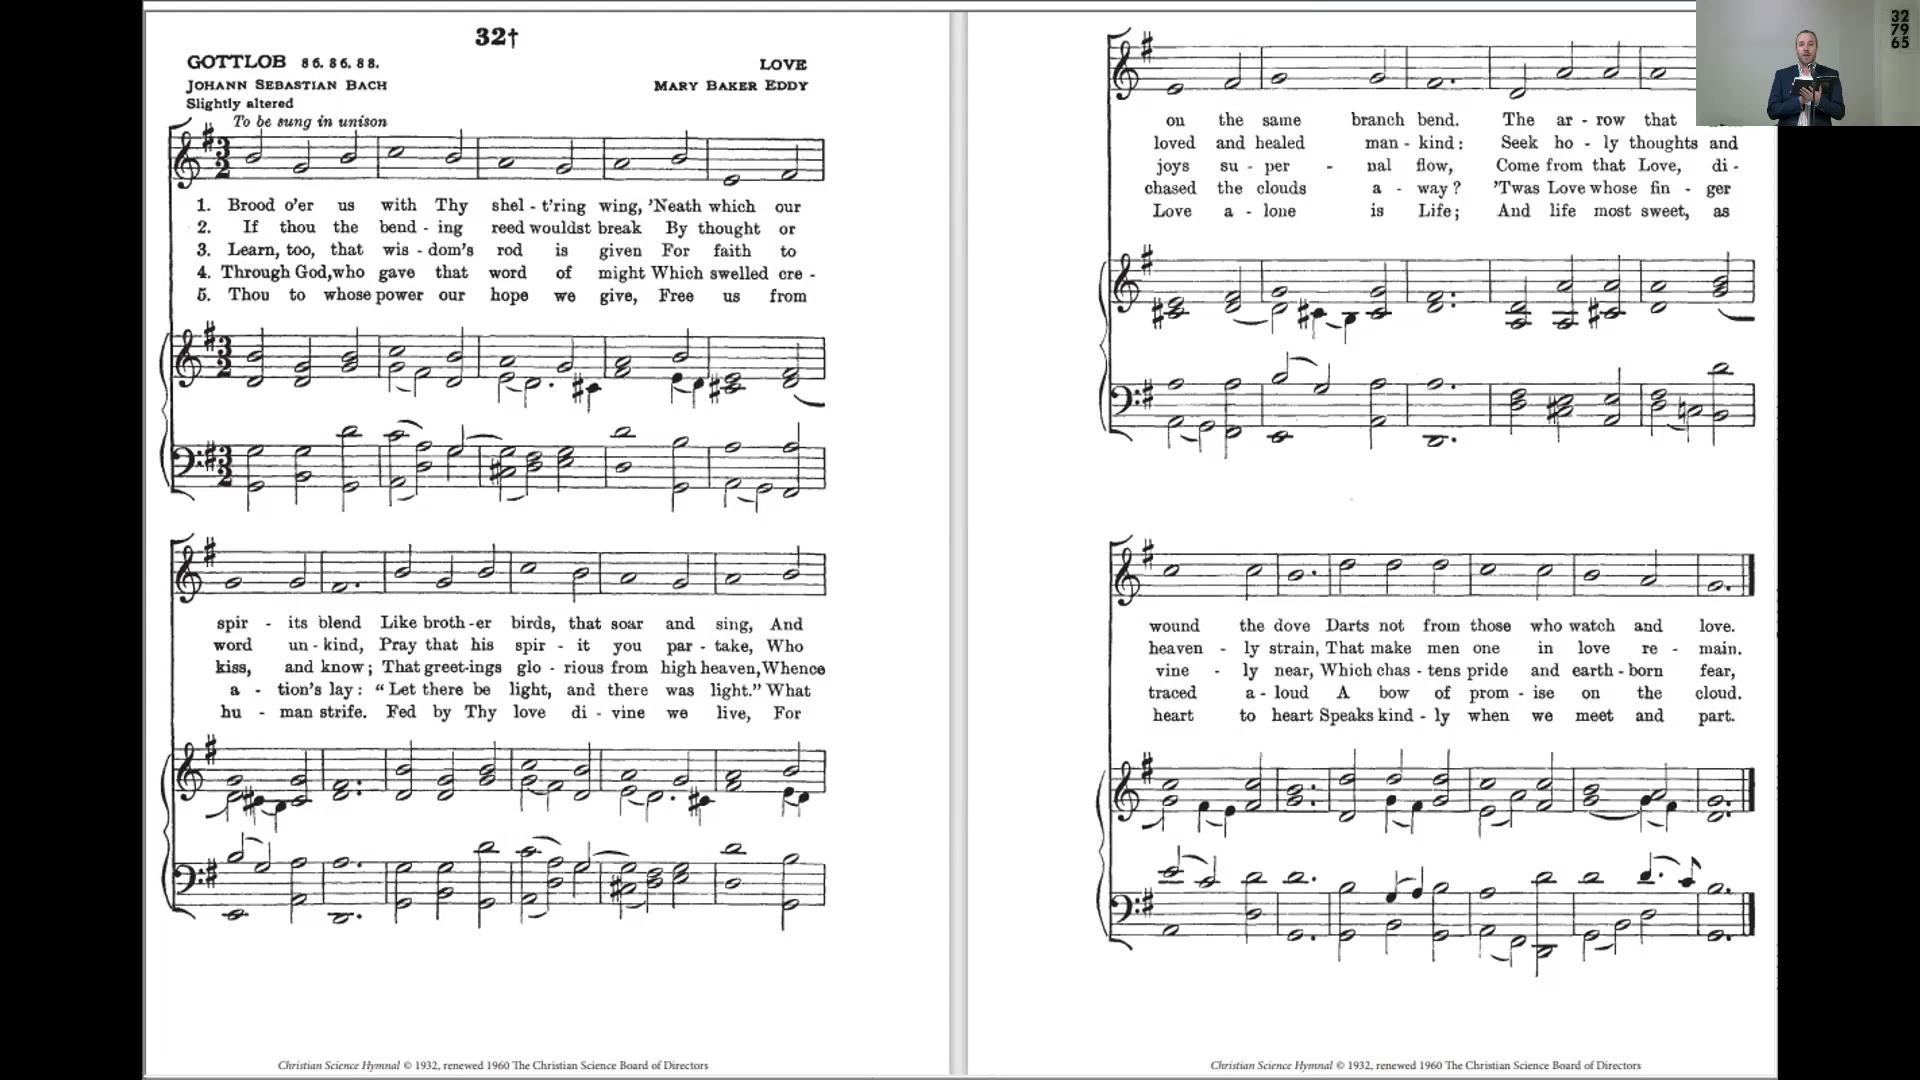 32†
GOTTLOB 8 6. 8 6. 8 8.
LOVE
JOHANN SEBASTIAN BACH
MARY BAKER EDDY
Slightly altered
To be sung in unison
1. Brood o'er us with Thy shel - t'ring wing, 'Neath which our
2. If thou the bend - ing reed wouldst break By thought or
3. Learn, too, that wis - dom's rod is given For faith to
4. Through God, who gave that word of might Which swelled cre -
5. Thou to whose power our hope we give, Free us from
spir - its blend Like broth - er birds, that soar and sing, And
word un - kind, Pray that his spir - it you par - take, Who
kiss, and know; That greet-ings glo - rious from high heaven, Whence
a - tion's lay: “ Let there be light, and there was light.” What
hu - man strife. Fed by Thy love di - vine we live, For
Christian Science Hymnal © 1932, renewed 1960 The Christian Science Board of Directors
on the same branch bend. The ar - row that
loved and healed man - kind: Seek ho - ly thoughts and
joys su - per - nal flow, Come from that Love, di -
chased the clouds a - way? 'Twas Love whose fin - ger
Love a - lone is Life; And life most sweet, as
wound the dove Darts not from those who watch and love.
heaven - ly strain, That make men one in love re - main.
vine - ly near, Which chas - tens pride and earth - born fear,
traced a - loud A bow of prom - ise on the cloud.
heart to heart Speaks kind - ly when we meet and part.
Christian Science Hymnal © 1932, renewed 1960 The Christian Science Board of Directors
32
79
65